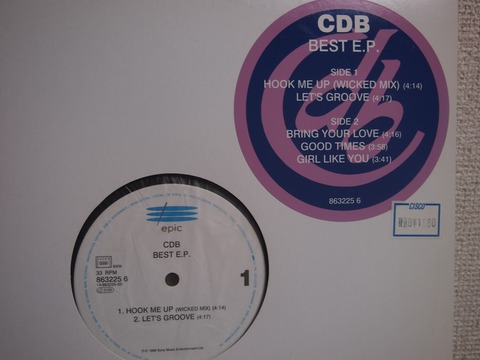 CDB
BEST E.P.
SIDE 1
HOOK ME UP (WICKED MIX) (4:14)
LET'S GROOVE (4:17)
SIDE 2
BRING YOUR LOVE (4:16)
GOOD TIMES (3:58)
GIRL LIKE YOU (3:41)
863225 6
CISCO
epic
CDB
BEST E.P.
33 RPM
863225 6
1
1. HOOK ME UP (WICKED MIX) (4:14)
2. LET'S GROOVE (4:17)